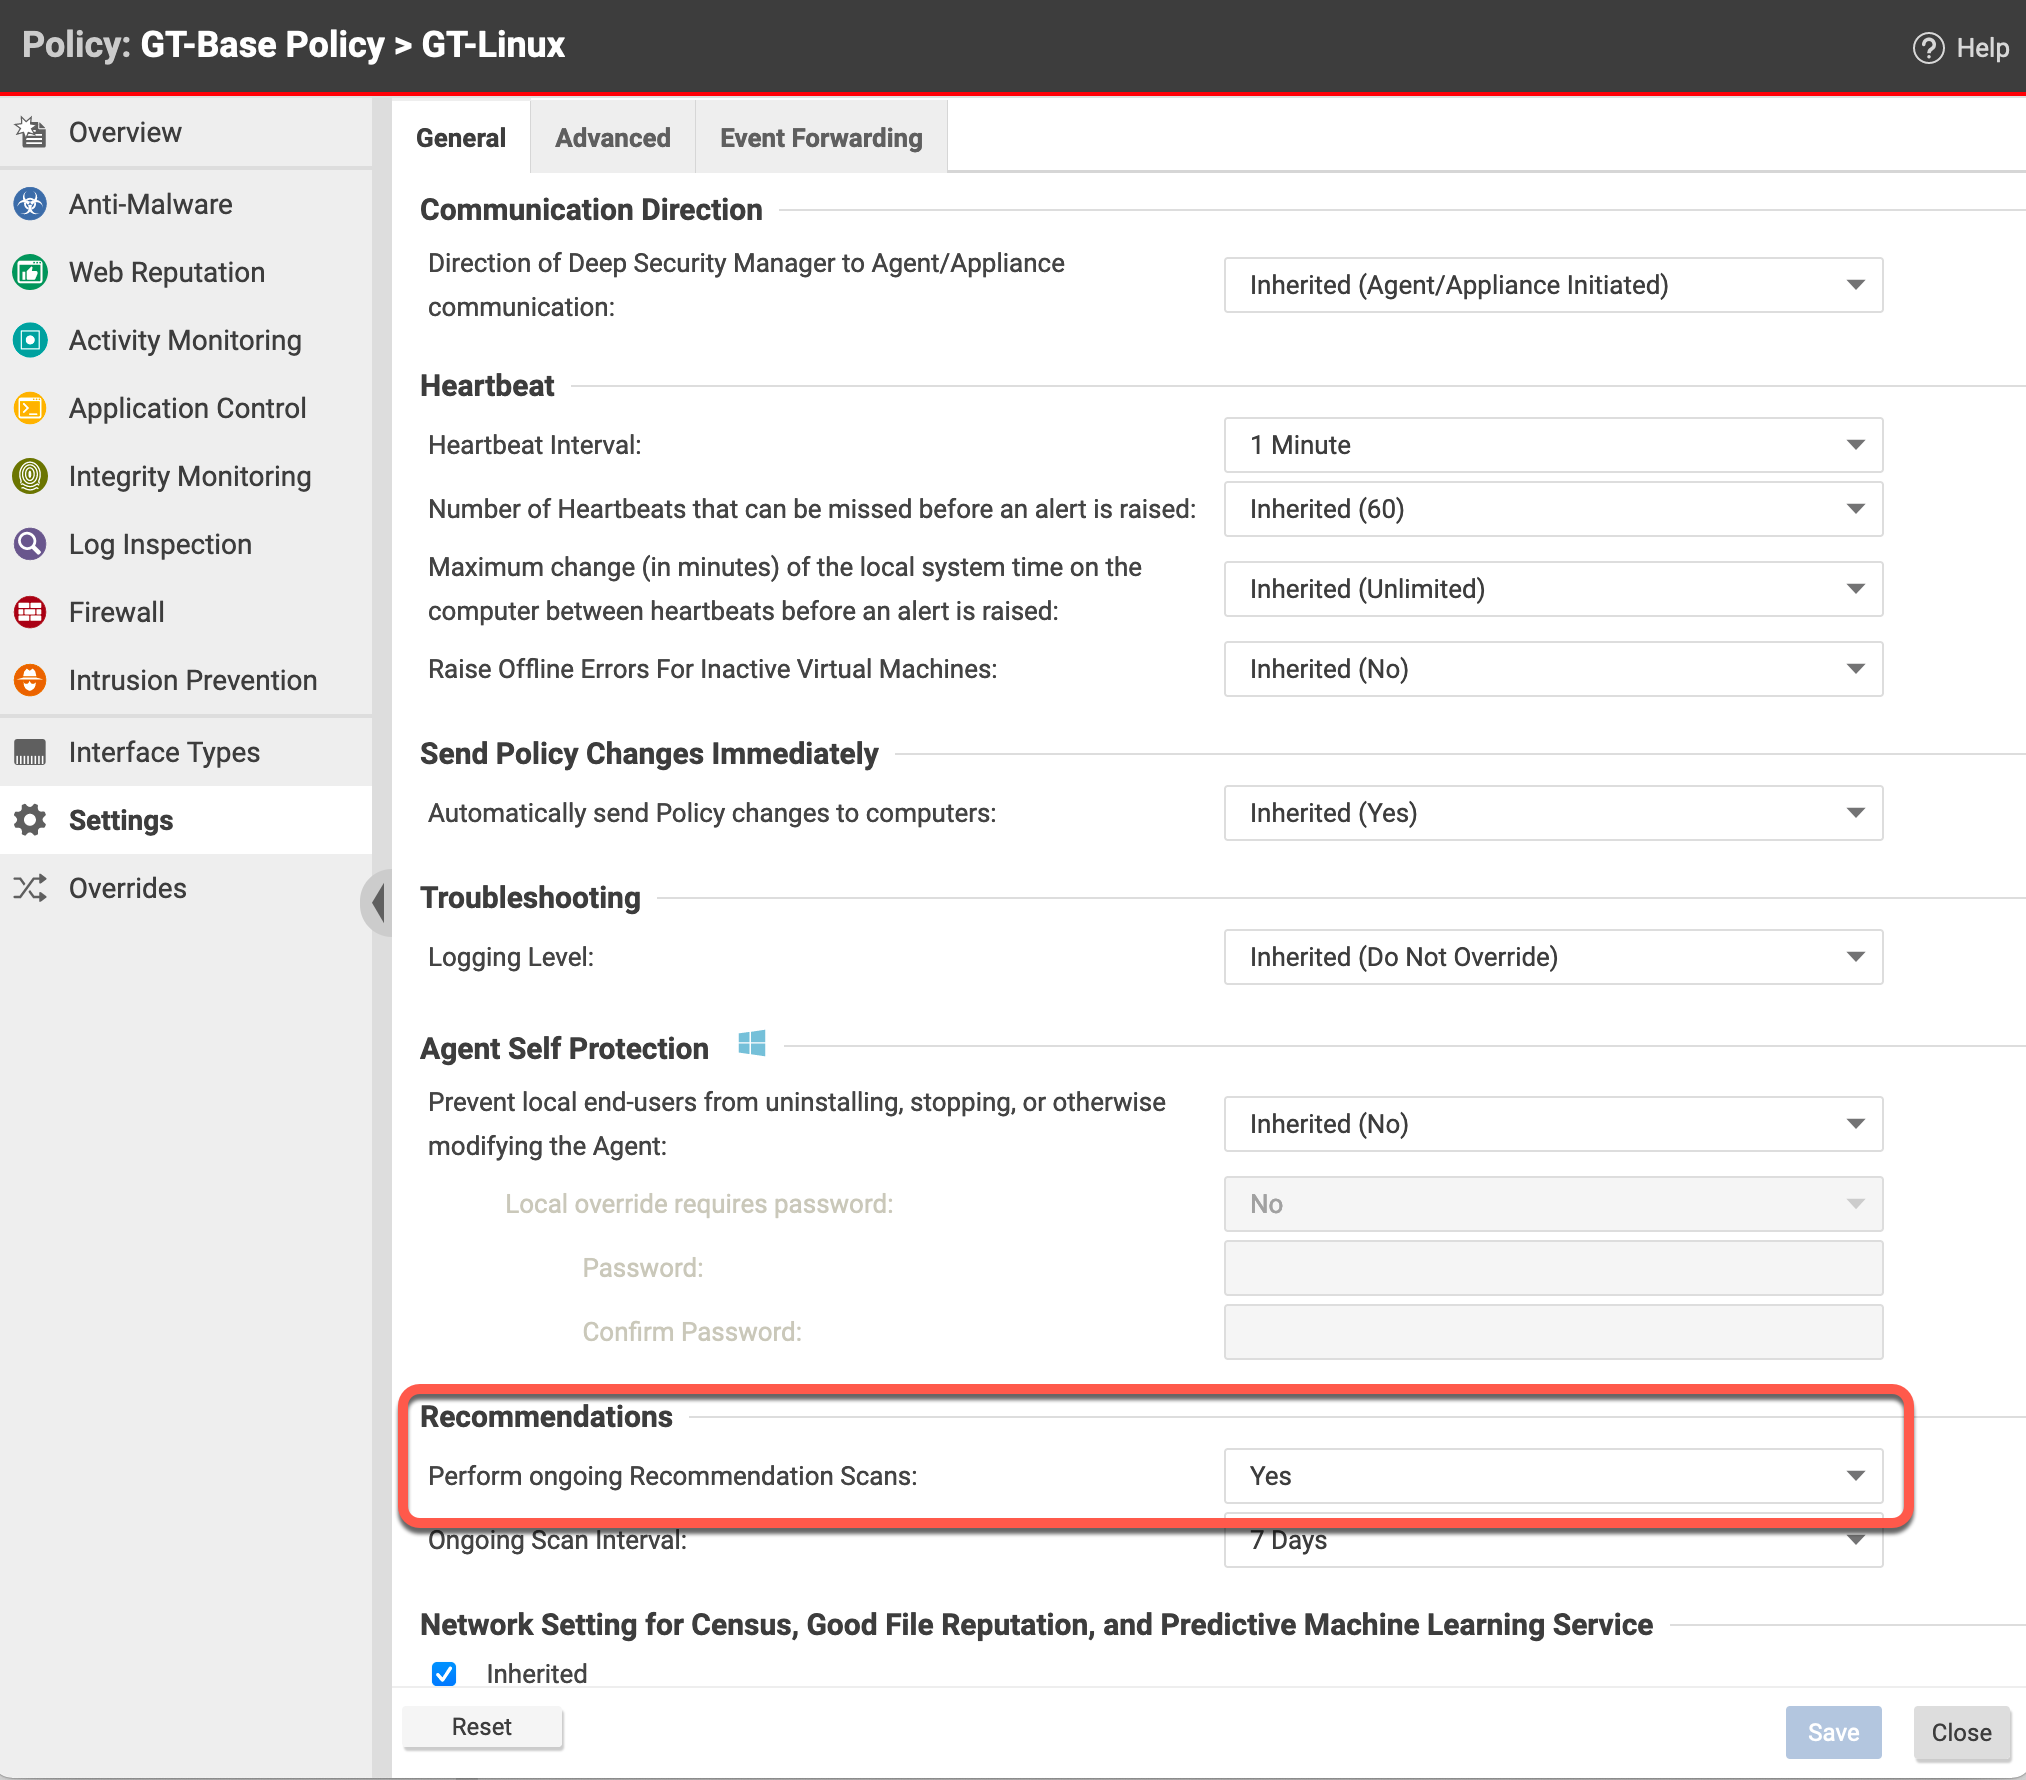 Policy: GT-Base Policy > GT-Linux
Help
Overview
Anti-Malware
Web Reputation
Activity Monitoring
Application Control
Integrity Monitoring
Log Inspection
Firewall
Intrusion Prevention
Interface Types
Settings
Overrides
General
Advanced
Event Forwarding
Communication Direction
Direction of Deep Security Manager to Agent/Appliance
communication:
Inherited (Agent/Appliance Initiated)
Heartbeat
Heartbeat Interval:
1 Minute
Number of Heartbeats that can be missed before an alert is raised:
Inherited (60)
Maximum change (in minutes) of the local system time on the
computer between heartbeats before an alert is raised:
Inherited (Unlimited)
Raise Offline Errors For Inactive Virtual Machines:
Inherited (No)
Send Policy Changes Immediately
Automatically send Policy changes to computers:
Inherited (Yes)
Troubleshooting
Logging Level:
Inherited (Do Not Override)
Agent Self Protection
Prevent local end-users from uninstalling, stopping, or otherwise
modifying the Agent:
Inherited (No)
Local override requires password:
No
Password:
Confirm Password:
Recommendations
Perform ongoing Recommendation Scans:
Yes
Ongoing Scan Interval:
7 Days
Network Setting for Census, Good File Reputation, and Predictive Machine Learning Service
Inherited
Reset
Save
Close